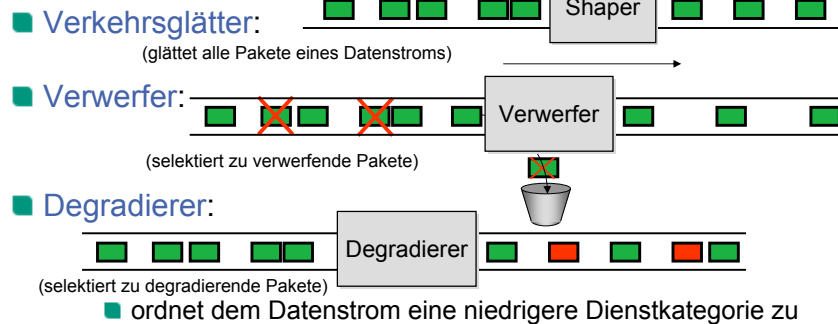 Shaper
Verkehrsglätter:
(glättet alle Pakete eines Datenstroms)
Verwerfer:
Verwerfer
(selektiert zu verwerfende Pakete)
Degradierer:
Degradierer
(selektiert zu degradierende Pakete)
ordnet dem Datenstrom eine niedrigere Dienstkategorie zu